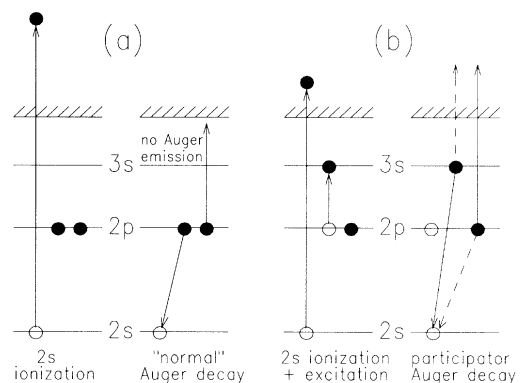 (a)
(b)
no Auger
emission
3s
3s
2p
2p
2s
2s
2s
ionization
"normal"
Auger decay
2s ionization
+ excitation
participator
Auger decay